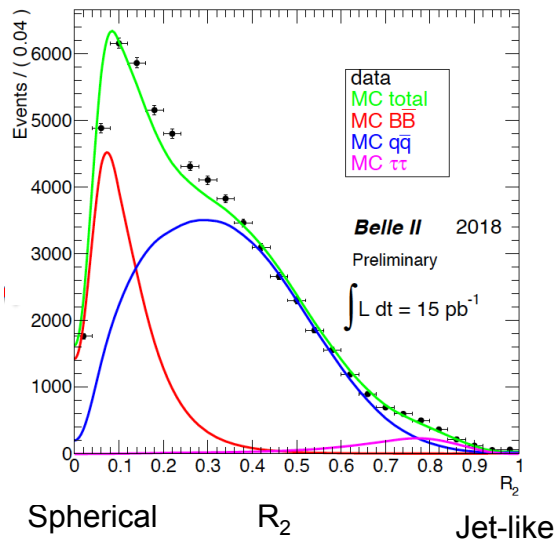 Events / ( 0.04 )
6000
5000
4000
3000
2000
1000
0
data
MC total
MC BB̅
MC qq̅
MC ττ
Belle II 2018
Preliminary
∫ L dt = 15 pb⁻¹
0 0.1 0.2 0.3 0.4 0.5 0.6 0.7 0.8 0.9 1
R₂
Spherical R₂ Jet-like